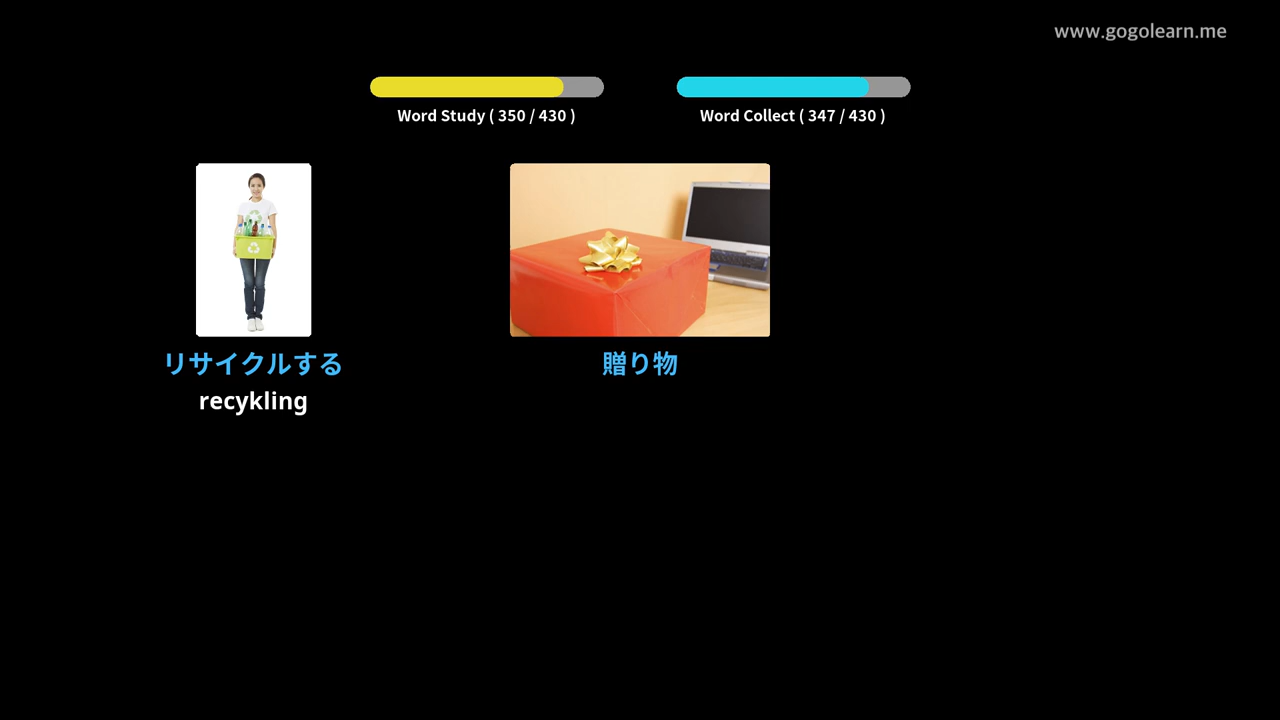 www.gogolearn.me
Word Study ( 350 / 430 )
Word Collect ( 347 / 430 )
リサイクルする
recykling
贈り物